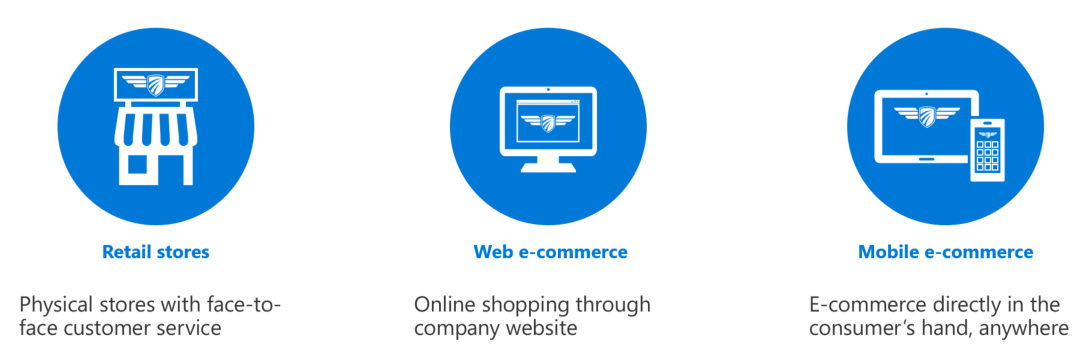 Retail stores
Physical stores with face-to-
face customer service
Web e-commerce
Online shopping through
company website
Mobile e-commerce
E-commerce directly in the
consumer’s hand, anywhere